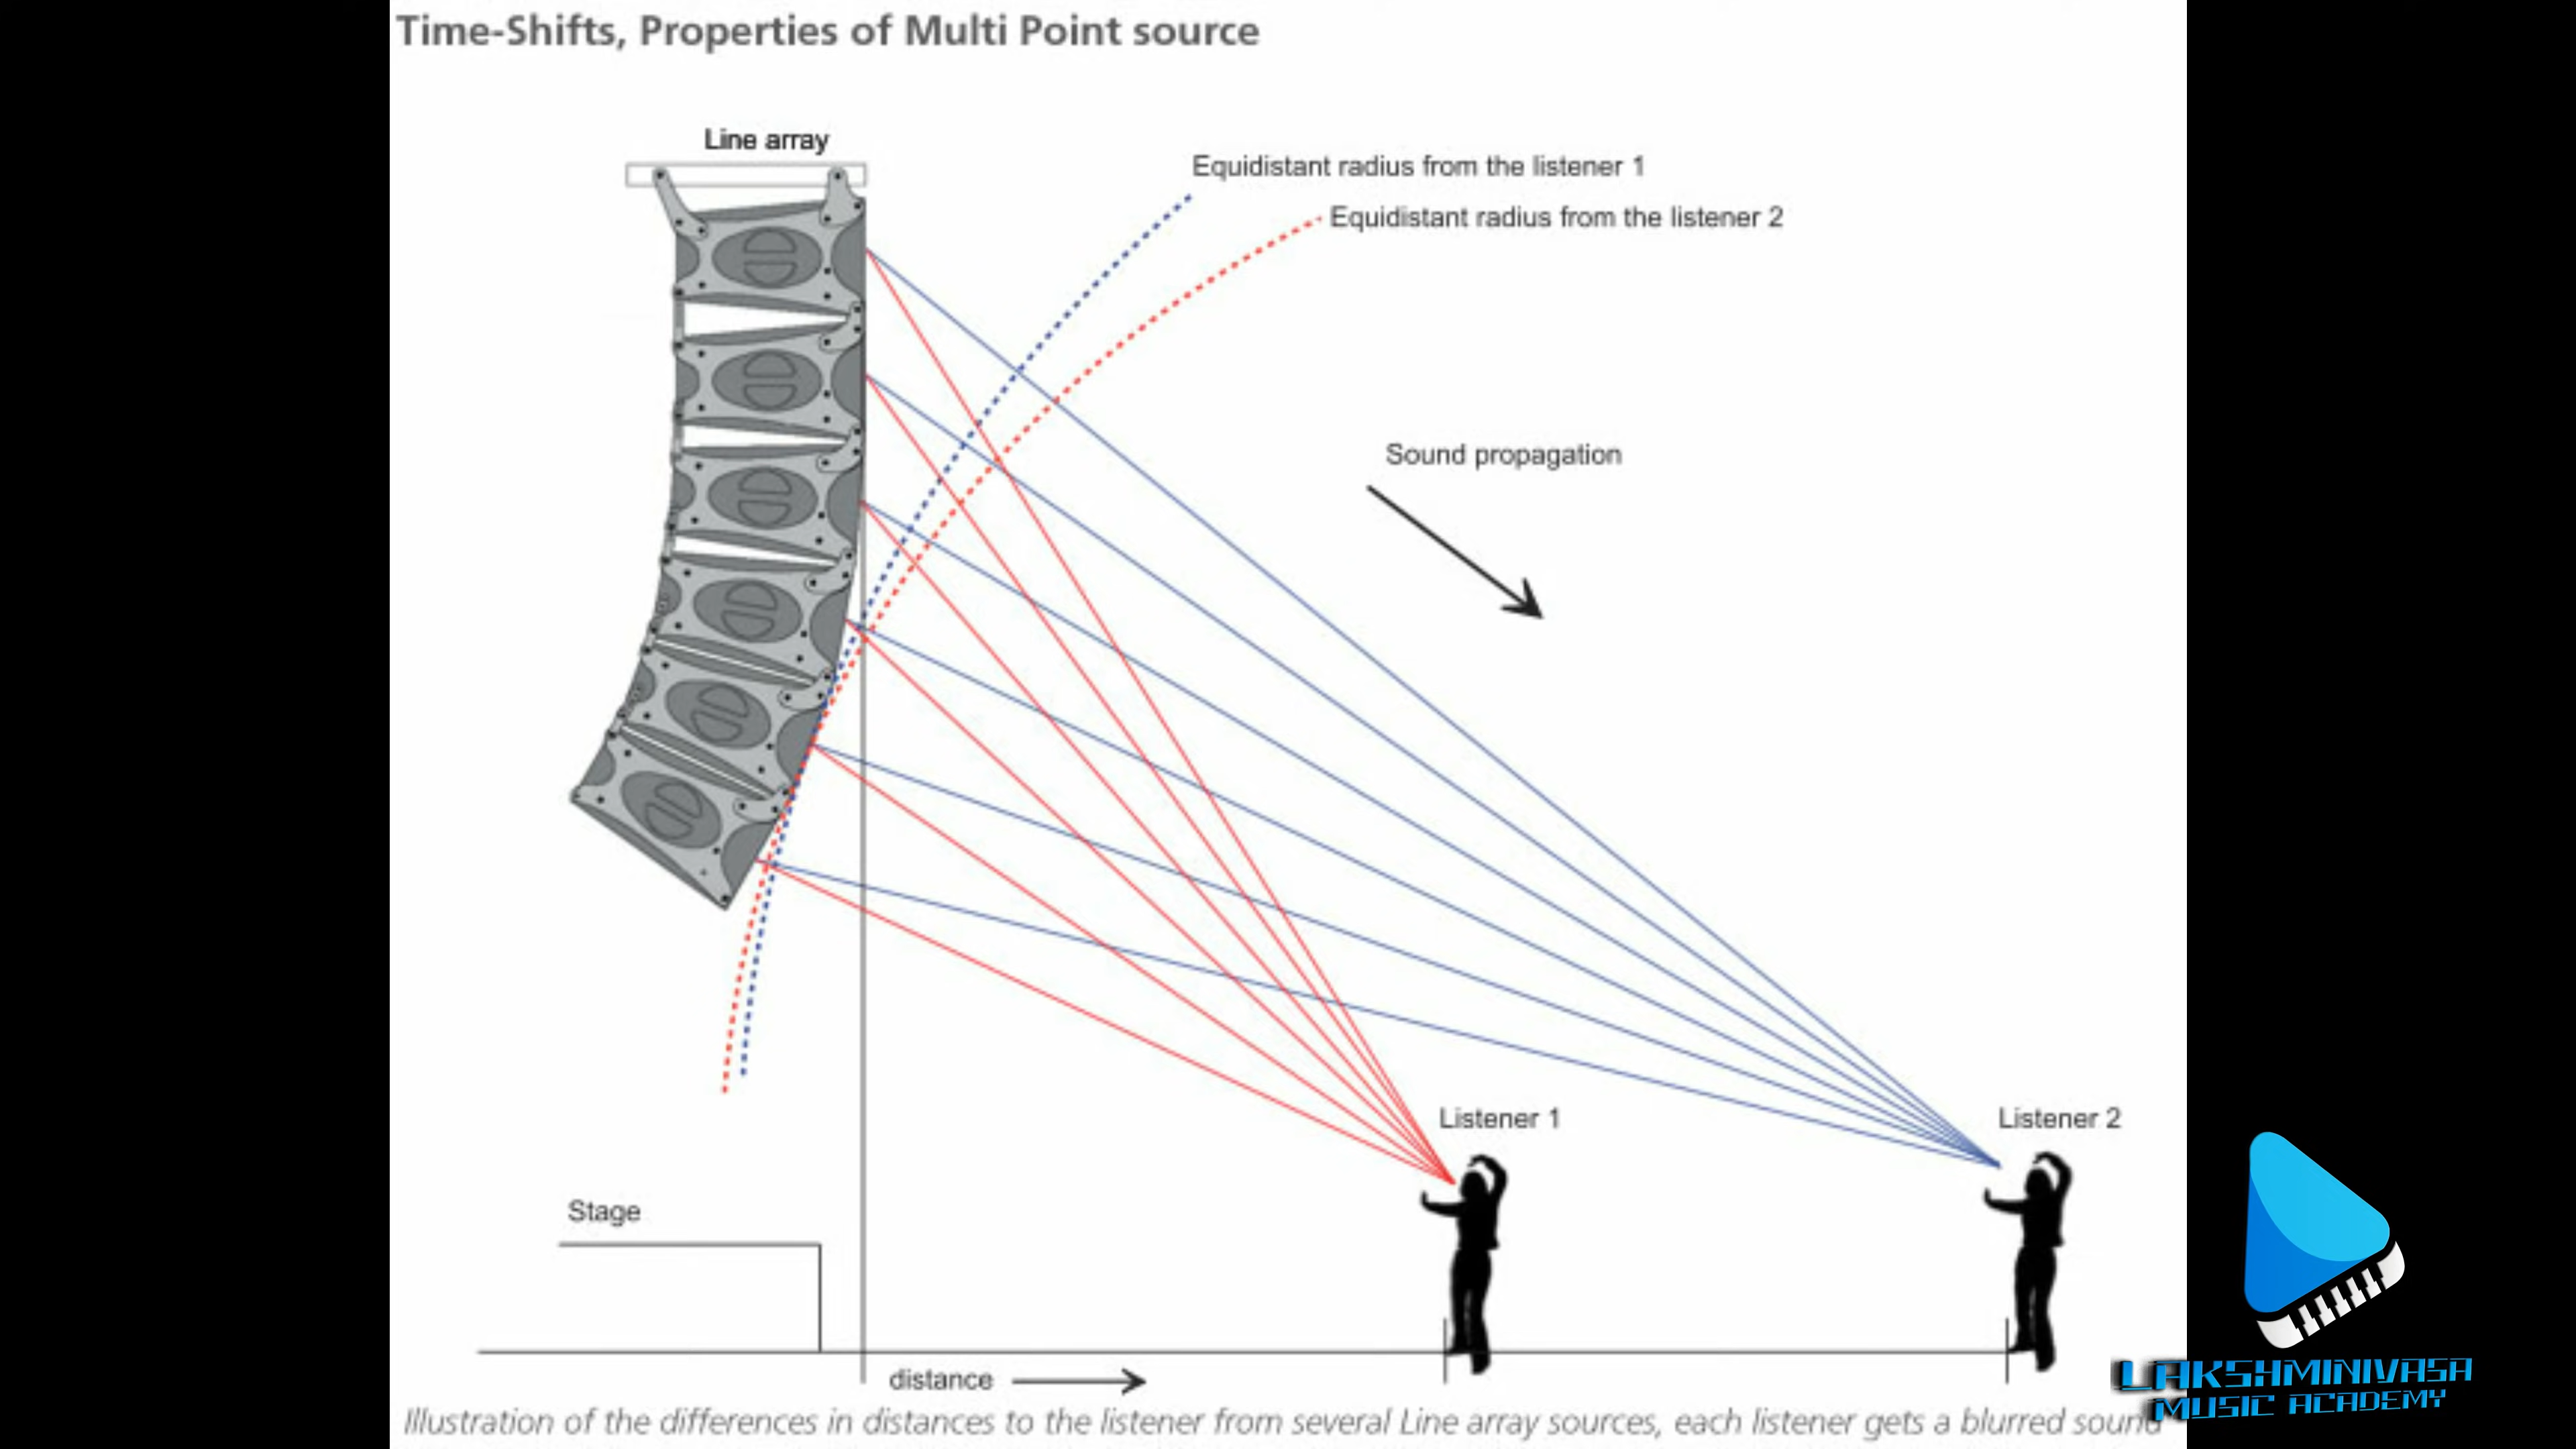 Time-Shifts, Properties of Multi Point source
Line array
Equidistant radius from the listener 1
Equidistant radius from the listener 2
Sound propagation
Listener 1
Listener 2
Stage
distance
Illustration of the differences in distances to the listener from several Line array sources, each listener gets a blurred sound
LAKSHMINIVASA
MUSIC ACADEMY